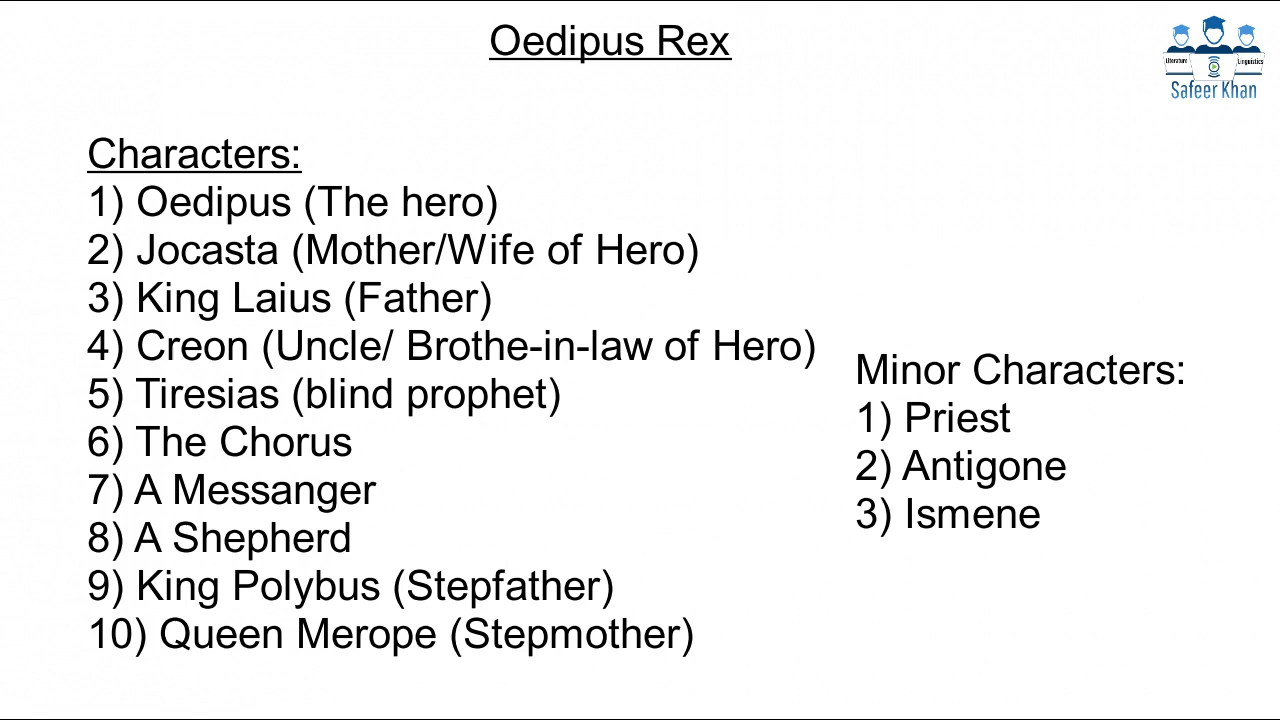 Oedipus Rex
Literature
Linguistics
Safeer Khan
Characters:
1) Oedipus (The hero)
2) Jocasta (Mother/Wife of Hero)
3) King Laius (Father)
4) Creon (Uncle/ Brothe-in-law of Hero)
5) Tiresias (blind prophet)
6) The Chorus
7) A Messanger
8) A Shepherd
9) King Polybus (Stepfather)
10) Queen Merope (Stepmother)
Minor Characters:
1) Priest
2) Antigone
3) Ismene